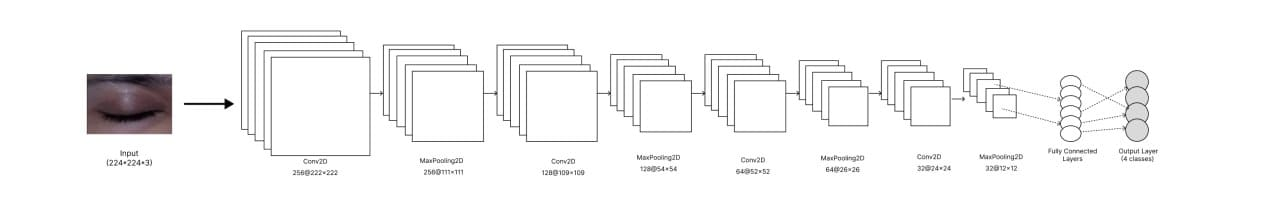 Input
(224*224*3)
Conv2D
256@222×222
MaxPooling2D
256@111×111
Conv2D
128@109×109
MaxPooling2D
128@54×54
Conv2D
64@52×52
MaxPooling2D
64@26×26
Conv2D
32@24×24
MaxPooling2D
32@12×12
Fully Connected
Layers
Output Layer
(4 classes)